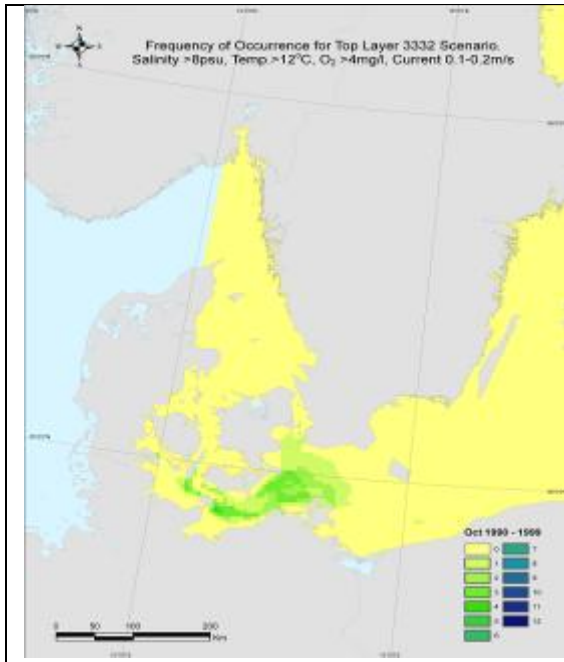 N
W E
S
Frequency of Occurrence for Top Layer 3332 Scenario.
Salinity >8psu, Temp.>12°C, O₂ >4mg/l, Current 0.1-0.2m/s
Oct 1990 - 1999
0 7
1 8
2 9
3 10
4 11
5 12
6
0 50 100 200
Km